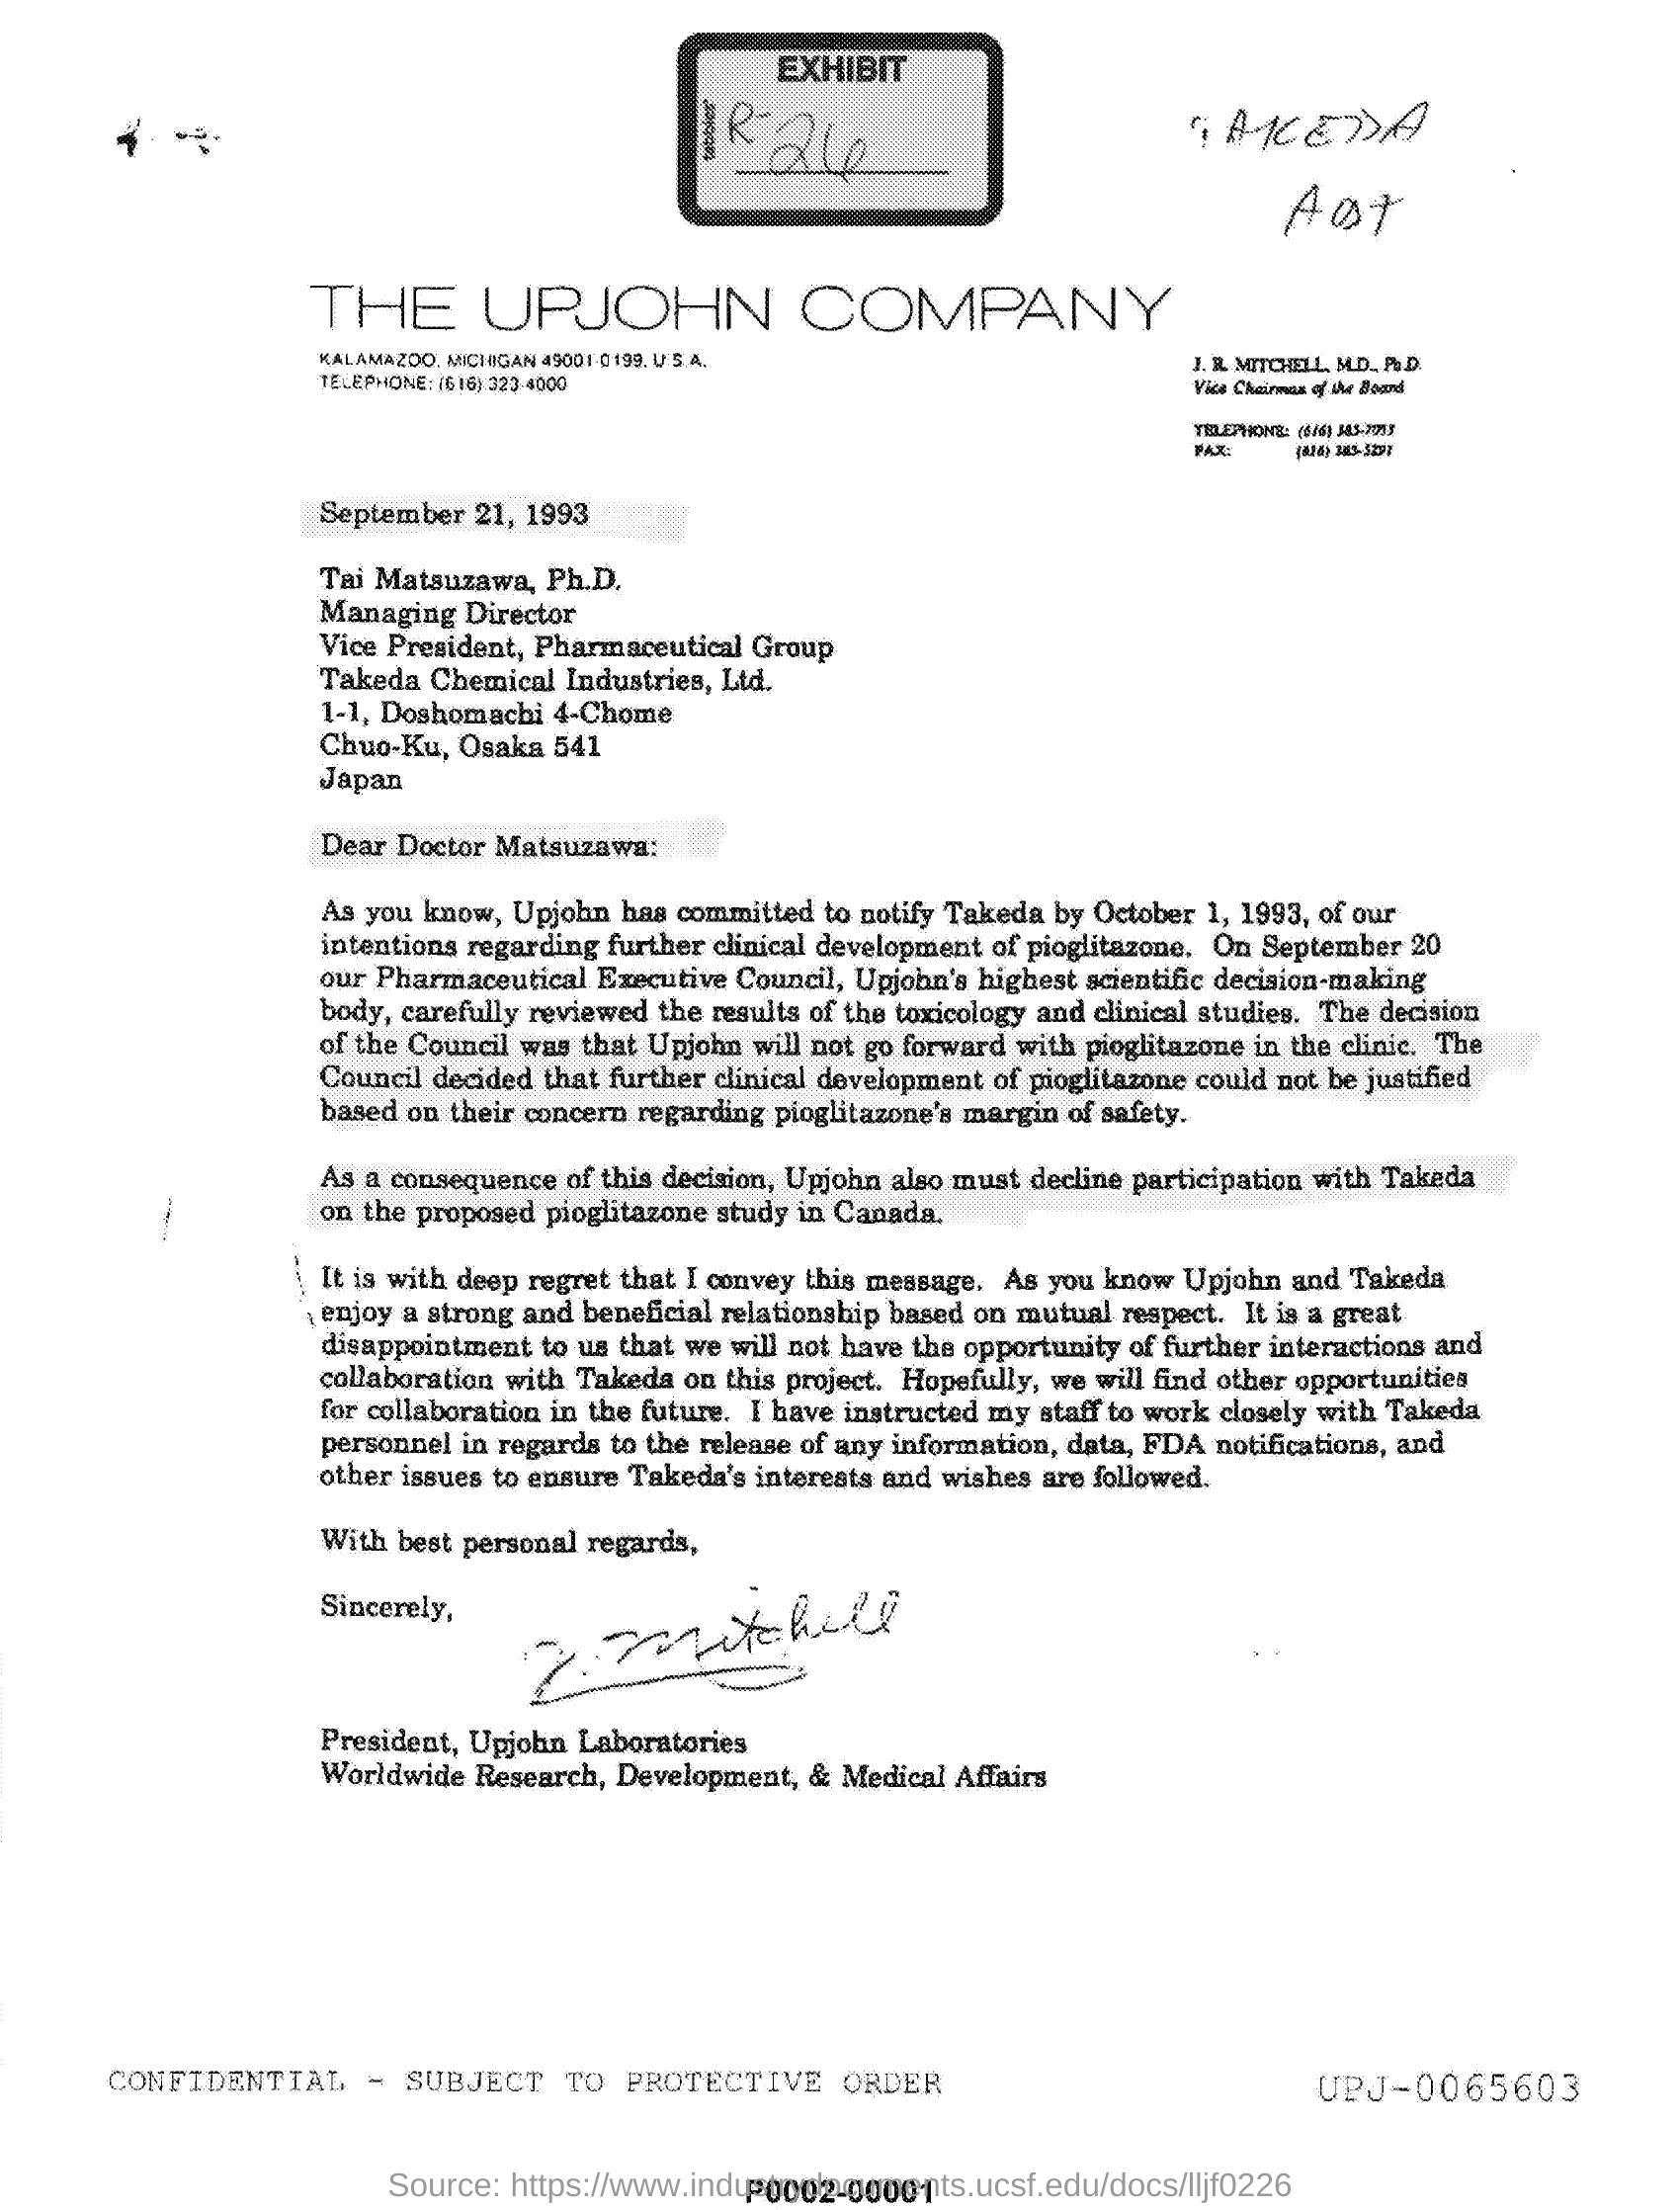 EXHIBIT
tabbies
R-26
TAKEDA
THE UPJOHN COMPANY
KALAMAZOO, MICHIGAN 49001-0199, U.S.A.
TELEPHONE: (616) 323-4000
J. R. MITCHELL, M.D., Ph.D.
Vice Chairman of the Board
TELEPHONE: (616)
FAX:
September 21, 1993
Tai Matsuzawa, Ph.D.
Managing Director
Vice President, Pharmaceutical Group
Takeda Chemical Industries, Ltd.
1-1, Doshomachi 4-Chome
Chuo-Ku, Osaka 541
Japan
Dear Doctor Matsuzawa:
As you know, Upjohn has committed to notify Takeda by October 1, 1993, of our
intentions regarding further clinical development of pioglitazone. On September 20
our Pharmaceutical Executive Council, Upjohn's highest scientific decision-making
body, carefully reviewed the results of the toxicology and clinical studies. The decision
of the Council was that Upjohn will not go forward with pioglitazone in the clinic. The
Council decided that further clinical development of pioglitazone could not be justified
based on their concern regarding pioglitazone's margin of safety.
As a consequence of this decision, Upjohn also must decline participation with Takeda
on the proposed pioglitazone study in Canada.
It is with deep regret that I convey this message. As you know Upjohn and Takeda
enjoy a strong and beneficial relationship based on mutual respect. It is a great
disappointment to us that we will not have the opportunity of further interactions and
collaboration with Takeda on this project. Hopefully, we will find other opportunities
for collaboration in the future. I have instructed my staff to work closely with Takeda
personnel in regards to the release of any information, data, FDA notifications, and
other issues to ensure Takeda's interests and wishes are followed.
With best personal regards,
Sincerely,
J. Mitchell
President, Upjohn Laboratories
Worldwide Research, Development, & Medical Affairs
CONFIDENTIAL - SUBJECT TO PROTECTIVE ORDER
UPJ-0065603
Source: https://www.industrydocuments.ucsf.edu/docs/lljf0226
P0002-00001